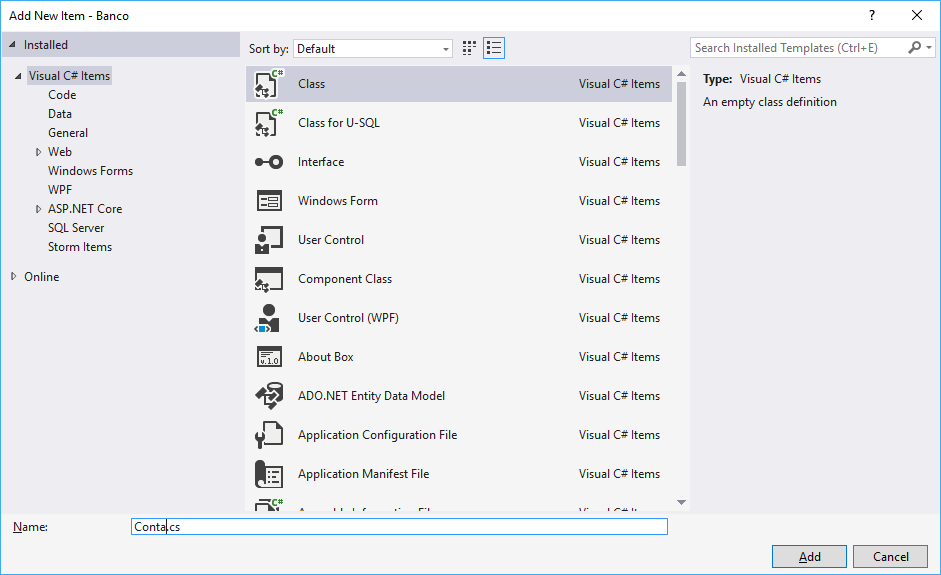 Add New Item - Banco
?
Installed
Visual C# Items
Code
Data
General
Web
Windows Forms
WPF
ASP.NET Core
SQL Server
Storm Items
Online
Sort by: Default
C# Class Visual C# Items
C# Class for U-SQL Visual C# Items
Interface Visual C# Items
Windows Form Visual C# Items
User Control Visual C# Items
Component Class Visual C# Items
User Control (WPF) Visual C# Items
About Box Visual C# Items
v.1.0
ADO.NET Entity Data Model Visual C# Items
Application Configuration File Visual C# Items
Application Manifest File Visual C# Items
C#
Search Installed Templates (Ctrl+E)
Type: Visual C# Items
An empty class definition
Name: Conta.cs
Add Cancel